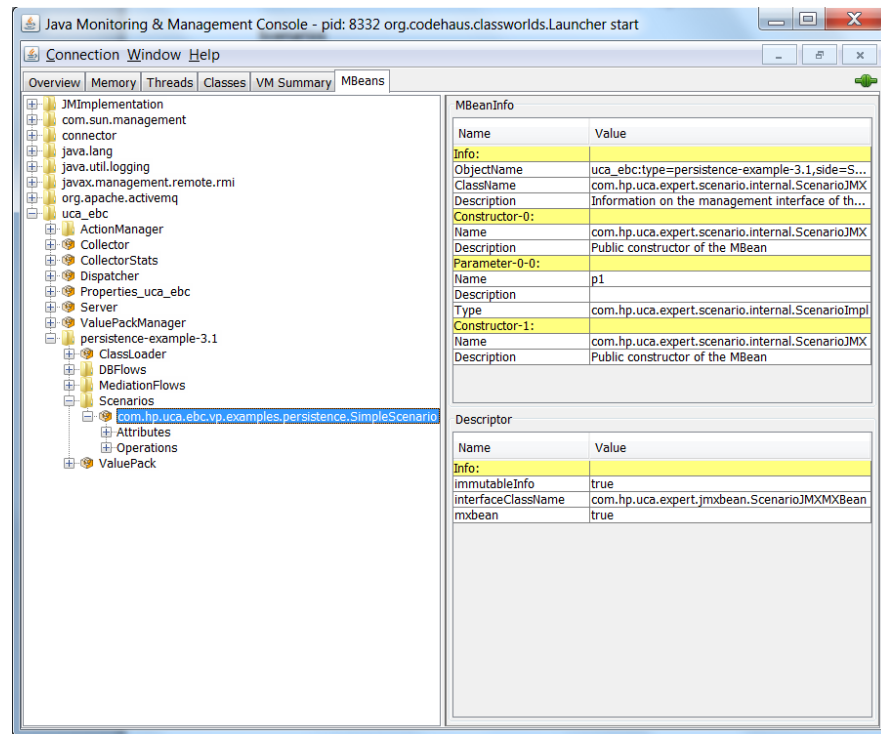 Java Monitoring & Management Console - pid: 8332 org.codehaus.classworlds.Launcher start
Connection Window Help
Overview Memory Threads Classes VM Summary MBeans
JMImplementation
com.sun.management
connector
java.lang
java.util.logging
javax.management.remote.rmi
org.apache.activemq
uca_ebc
ActionManager
Collector
CollectorStats
Dispatcher
Properties_uca_ebc
Server
ValuePackManager
persistence-example-3.1
ClassLoader
DBFlows
MediationFlows
Scenarios
com.hp.uca.ebc.vp.examples.persistence.SimpleScenario
Attributes
Operations
ValuePack
MBeanInfo
Name Value
Info:
ObjectName uca_ebc:type=persistence-example-3.1,side=S...
ClassName com.hp.uca.expert.scenario.internal.ScenarioJMX
Description Information on the management interface of th...
Constructor-0:
Name com.hp.uca.expert.scenario.internal.ScenarioJMX
Description Public constructor of the MBean
Parameter-0-0:
Name p1
Description
Type com.hp.uca.expert.scenario.internal.ScenarioImpl
Constructor-1:
Name com.hp.uca.expert.scenario.internal.ScenarioJMX
Description Public constructor of the MBean
Descriptor
Name Value
Info:
immutableInfo true
interfaceClassName com.hp.uca.expert.jmxbean.ScenarioJMXMXBean
mxbean true